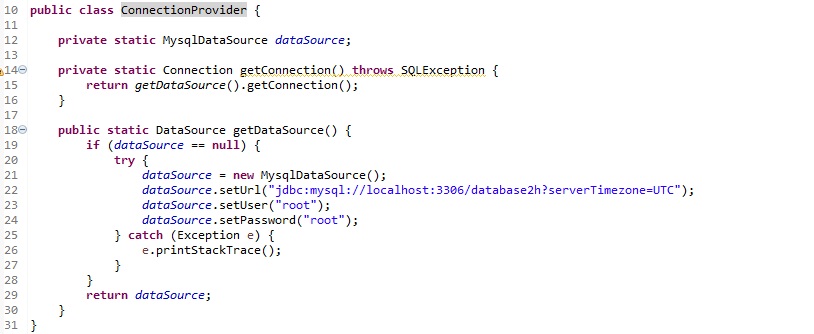 10 public class ConnectionProvider {
11
12     private static MysqlDataSource dataSource;
13
14     private static Connection getConnection() throws SQLException {
15         return getDataSource().getConnection();
16     }
17
18     public static DataSource getDataSource() {
19         if (dataSource == null) {
20             try {
21                 dataSource = new MysqlDataSource();
22                 dataSource.setUrl("jdbc:mysql://localhost:3306/database2h?serverTimezone=UTC");
23                 dataSource.setUser("root");
24                 dataSource.setPassword("root");
25             } catch (Exception e) {
26                 e.printStackTrace();
27             }
28         }
29         return dataSource;
30     }
31 }